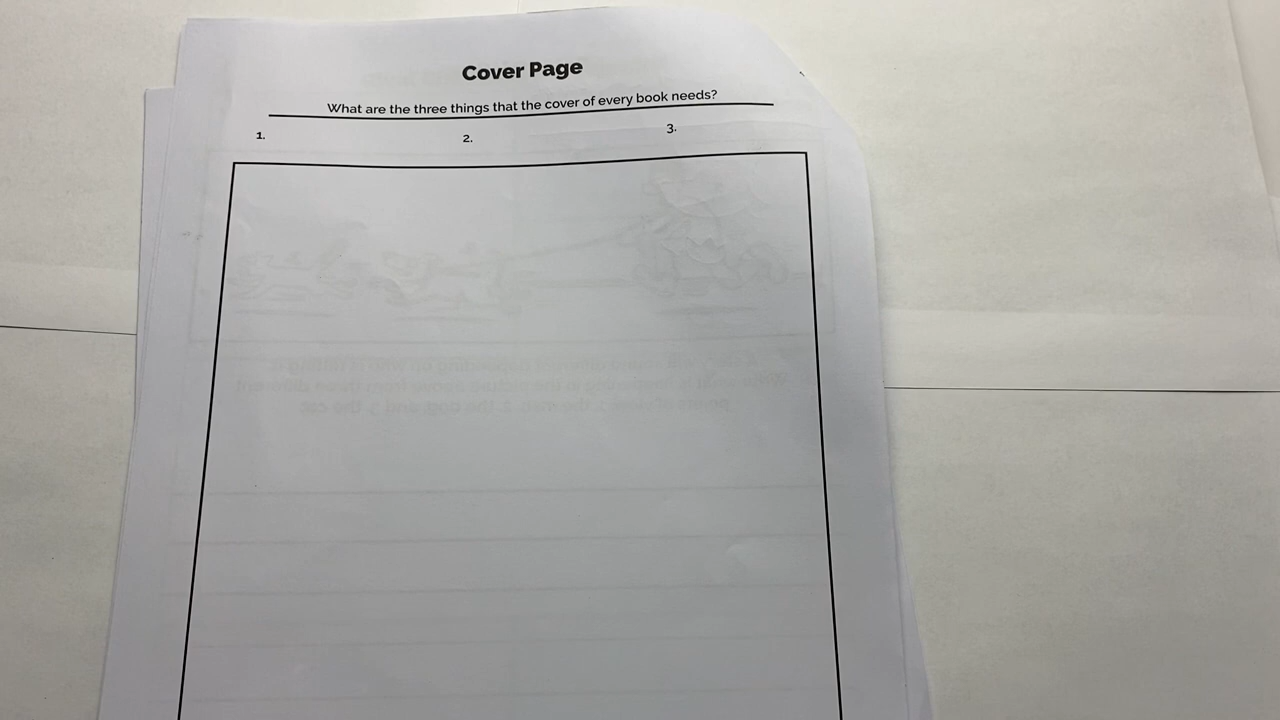 Cover Page
What are the three things that the cover of every book needs?
1. 2. 3.